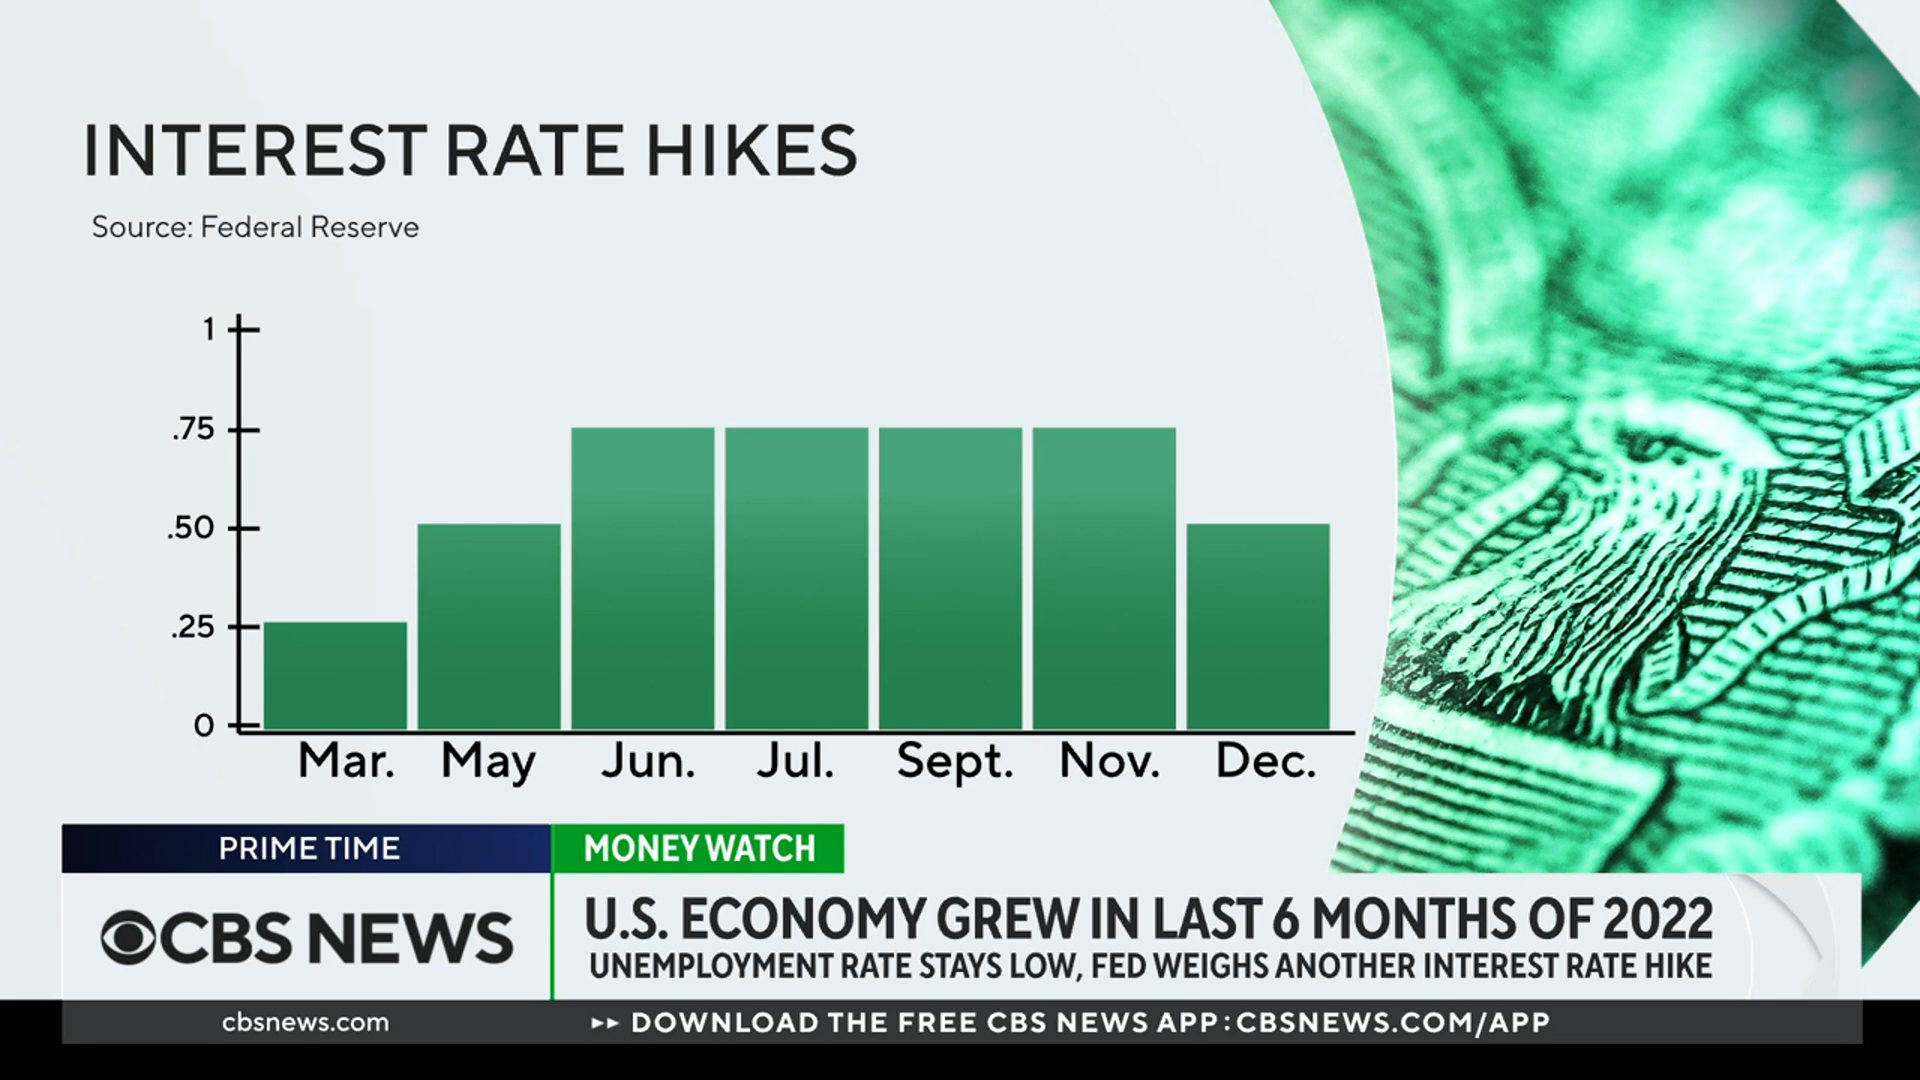 INTEREST RATE HIKES
Source: Federal Reserve
1
.75
.50
.25
0
Mar. May Jun. Jul. Sept. Nov. Dec.
PRIME TIME
MONEY WATCH
CBS NEWS
U.S. ECONOMY GREW IN LAST 6 MONTHS OF 2022
UNEMPLOYMENT RATE STAYS LOW, FED WEIGHS ANOTHER INTEREST RATE HIKE
cbsnews.com
DOWNLOAD THE FREE CBS NEWS APP: CBSNEWS.COM/APP